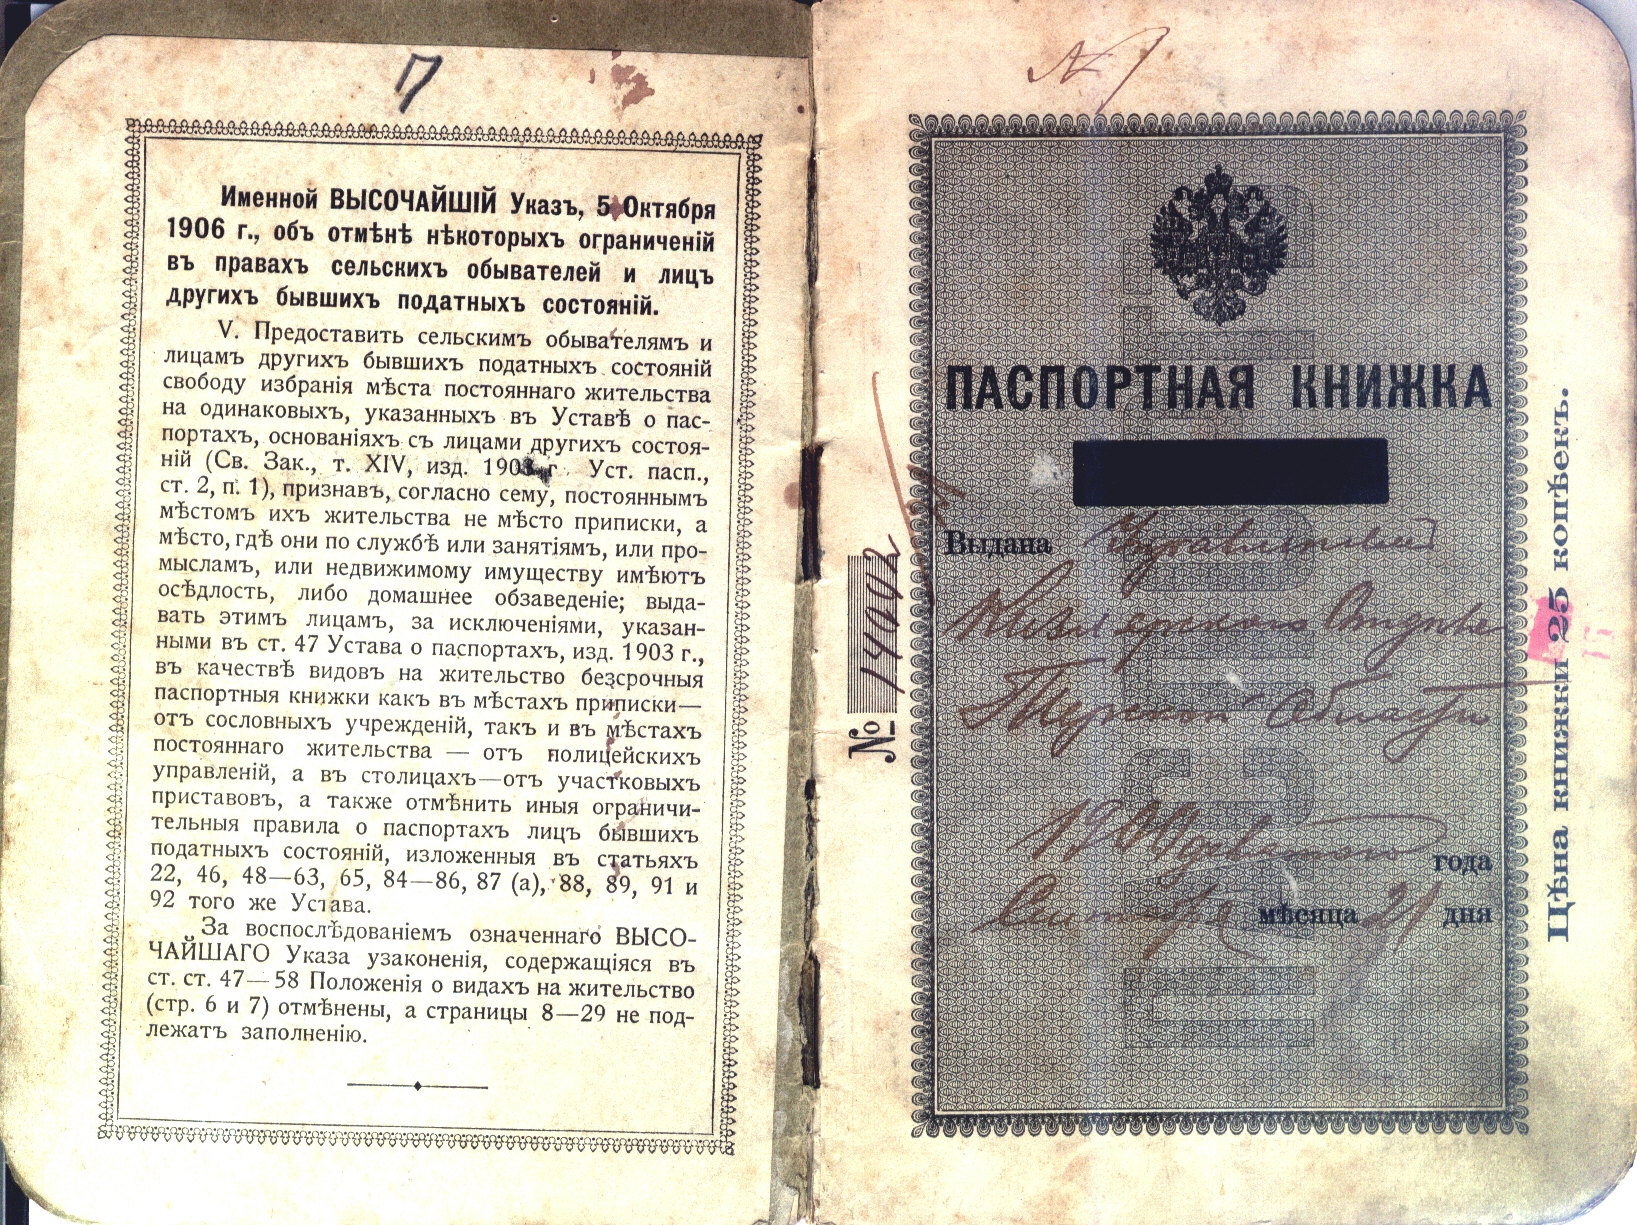 П
Именной ВЫСОЧАЙШІЙ Указъ, 5 Октября
1906 г., объ отмѣнѣ нѣкоторыхъ ограниченій
въ правахъ сельскихъ обывателей и лицъ
другихъ бывшихъ податныхъ состояній.
V. Предоставить сельскимъ обывателямъ и
лицамъ другихъ бывшихъ податныхъ состояній
свободу избранія мѣста постояннаго жительства
на одинаковыхъ, указанныхъ въ Уставѣ о пас-
портахъ, основаніяхъ съ лицами другихъ состоя-
ній (Св. Зак., т. XIV, изд. 1903 г. Уст. пасп.,
ст. 2, п. 1), признавъ, согласно сему, постояннымъ
мѣстомъ ихъ жительства не мѣсто приписки, а
мѣсто, гдѣ они по службѣ или занятіямъ, или про-
мысламъ, или недвижимому имуществу имѣютъ
осѣдлость, либо домашнее обзаведеніе; выда-
вать этимъ лицамъ, за исключеніями, указан-
ными въ ст. 47 Устава о паспортахъ, изд. 1903 г.,
въ качествѣ видовъ на жительство безсрочныя
паспортныя книжки какъ въ мѣстахъ приписки—
отъ сословныхъ учрежденій, такъ и въ мѣстахъ
постояннаго жительства — отъ полицейскихъ
управленій, а въ столицахъ—отъ участковыхъ
приставовъ, а также отмѣнить иныя ограничи-
тельныя правила о паспортахъ лицъ бывшихъ
податныхъ состояній, изложенныя въ статьяхъ
22, 46, 48—63, 65, 84—86, 87 (а), 88, 89, 91 и
92 того же Устава.
За воспослѣдованіемъ означеннаго ВЫСО-
ЧАЙШАГО Указа узаконенія, содержащіяся въ
ст. ст. 47—58 Положенія о видахъ на жительство
(стр. 6 и 7) отмѣнены, а страницы 8—29 не под-
лежатъ заполненію.
№ 14992
ПАСПОРТНАЯ КНИЖКА
Выдана Управленіемъ
Кизлярскаго Отдѣла
Терской Области
1909 девятаго года
Сентября мѣсяца 21 дня
Цѣна книжки 25 копѣекъ.